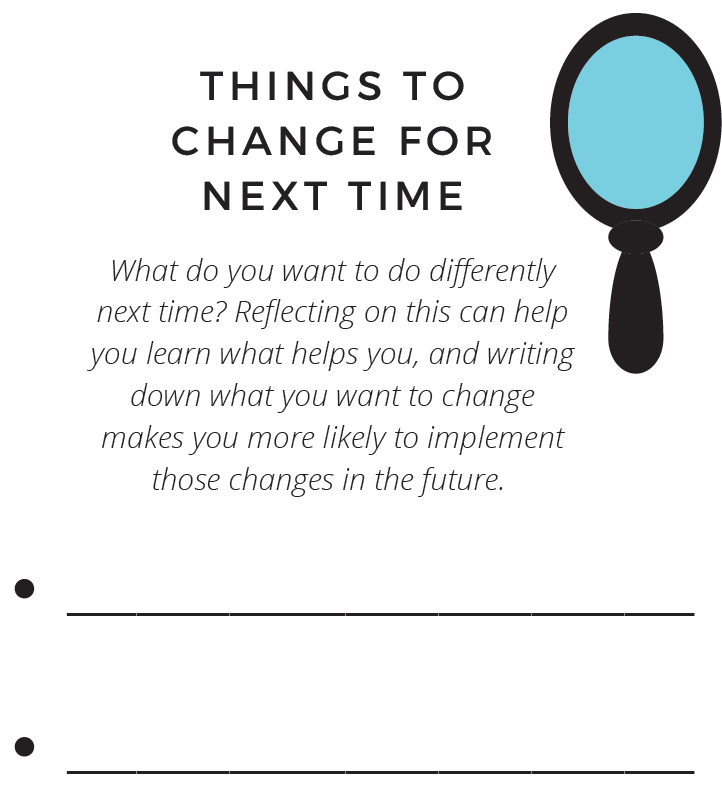 THINGS TO
CHANGE FOR
NEXT TIME
What do you want to do differently
next time? Reflecting on this can help
you learn what helps you, and writing
down what you want to change
makes you more likely to implement
those changes in the future.